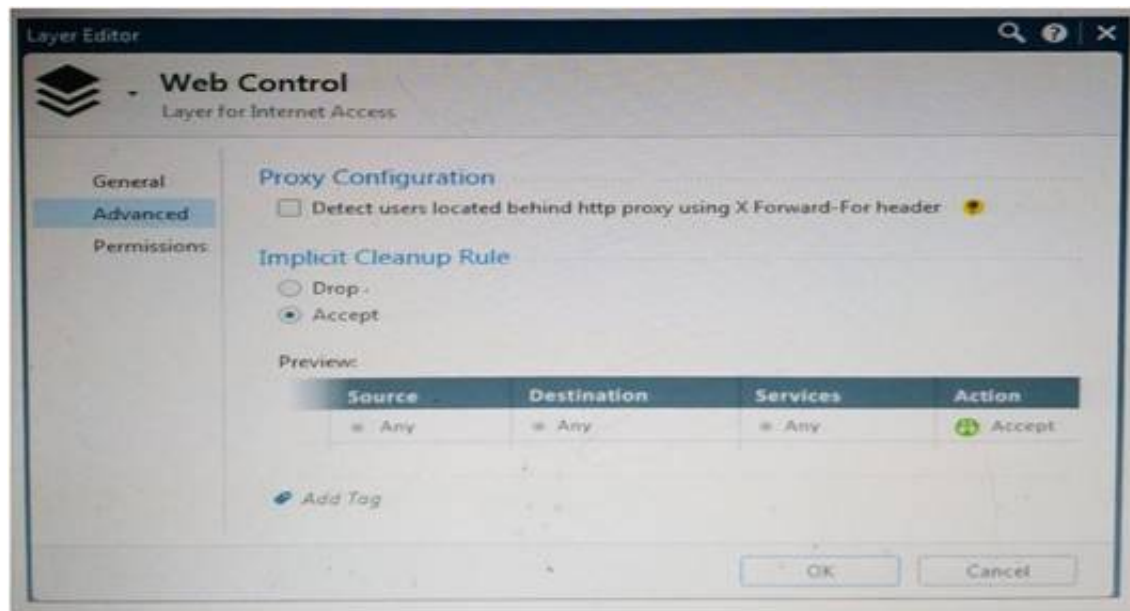 Layer Editor
Web Control
Layer for Internet Access
General
Advanced
Permissions
Proxy Configuration
Detect users located behind http proxy using X Forward-For header
Implicit Cleanup Rule
Drop
Accept
Preview:
Source Destination Services Action
Any Any Any Accept
Add Tag
OK Cancel